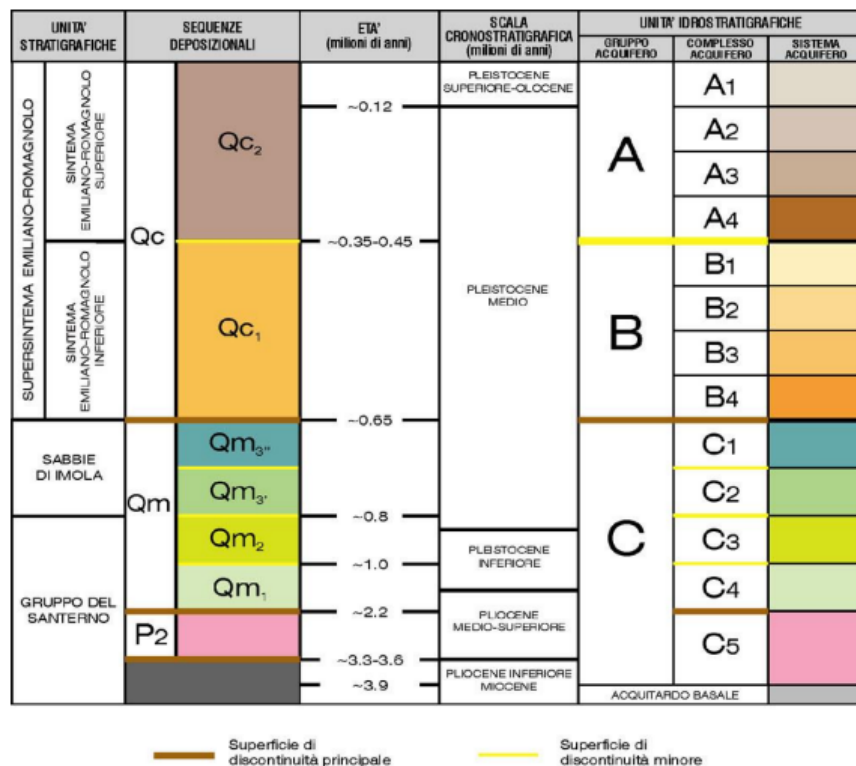 UNITA'
STRATIGRAFICHE
SEQUENZE
DEPOSIZIONALI
ETA'
(milioni di anni)
SCALA
CRONOSTRATIGRAFICA
(milioni di anni)
UNITA' IDROSTRATIGRAFICHE
GRUPPO
ACQUIFERO
COMPLESSO
ACQUIFERO
SISTEMA
ACQUIFERO
SUPERSINTEMA EMILIANO-ROMAGNOLO
SINTEMA
EMILIANO-ROMAGNOLO
SUPERIORE
SINTEMA
EMILIANO-ROMAGNOLO
INFERIORE
SABBIE
DI IMOLA
GRUPPO DEL
SANTERNO
Qc
Qm
P2
Qc2
Qc1
Qm3"
Qm3'
Qm2
Qm1
~0.12
~0.35-0.45
~0.65
~0.8
~1.0
~2.2
~3.3-3.6
~3.9
PLEISTOCENE
SUPERIORE-OLOCENE
PLEISTOCENE
MEDIO
PLEISTOCENE
INFERIORE
PLIOCENE
MEDIO-SUPERIORE
PLIOCENE INFERIORE
MIOCENE
A
B
C
A1
A2
A3
A4
B1
B2
B3
B4
C1
C2
C3
C4
C5
ACQUITARDO BASALE
Superficie di
discontinuità principale
Superficie di
discontinuità minore